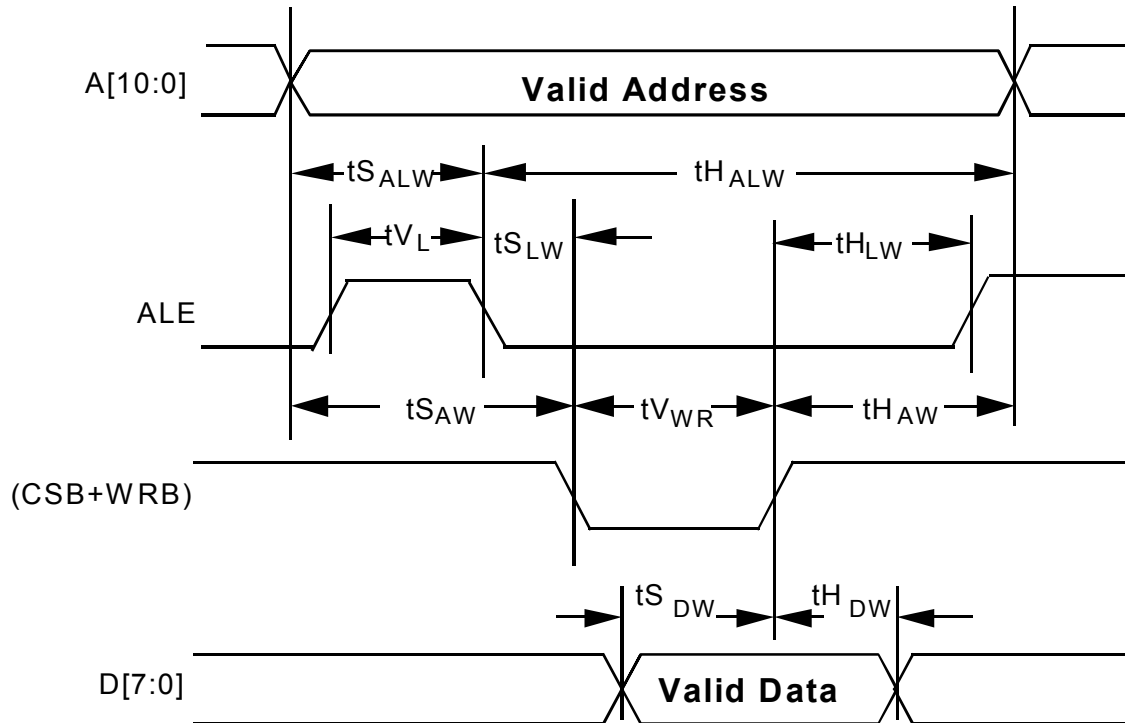 A[10:0]
Valid Address
tS ALW
tH ALW
tV L
tS LW
tH LW
ALE
tS AW
tV WR
tH AW
(CSB+WRB)
tS DW
tH DW
D[7:0]
Valid Data